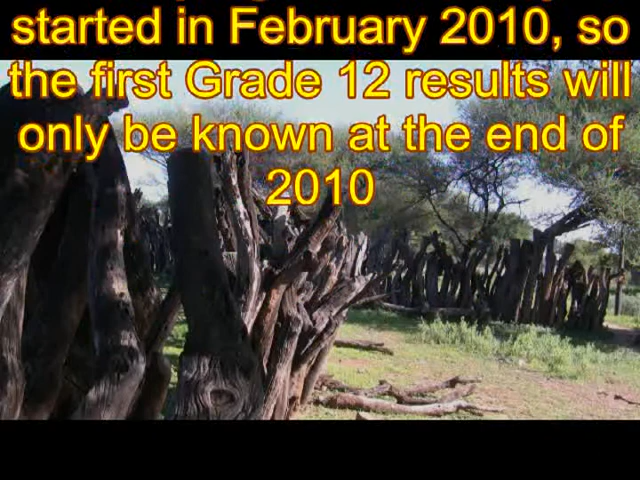 started in February 2010, so
the first Grade 12 results will
only be known at the end of
2010